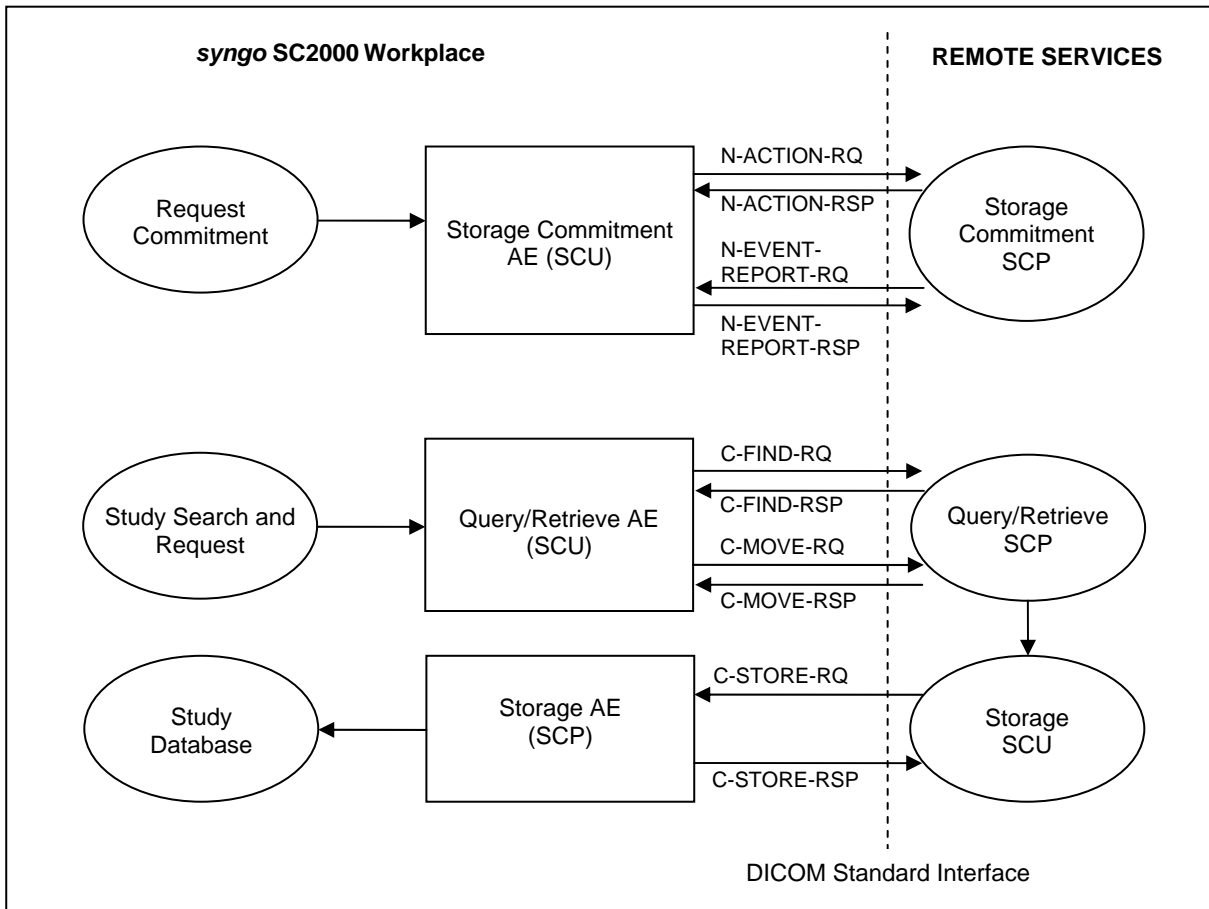 syngo SC2000 Workplace
REMOTE SERVICES
Request
Commitment
Storage Commitment
AE (SCU)
N-ACTION-RQ
N-ACTION-RSP
N-EVENT-
REPORT-RQ
N-EVENT-
REPORT-RSP
Storage
Commitment
SCP
Study Search and
Request
Query/Retrieve AE
(SCU)
C-FIND-RQ
C-FIND-RSP
C-MOVE-RQ
C-MOVE-RSP
Query/Retrieve
SCP
Study
Database
Storage AE
(SCP)
C-STORE-RQ
C-STORE-RSP
Storage
SCU
DICOM Standard Interface